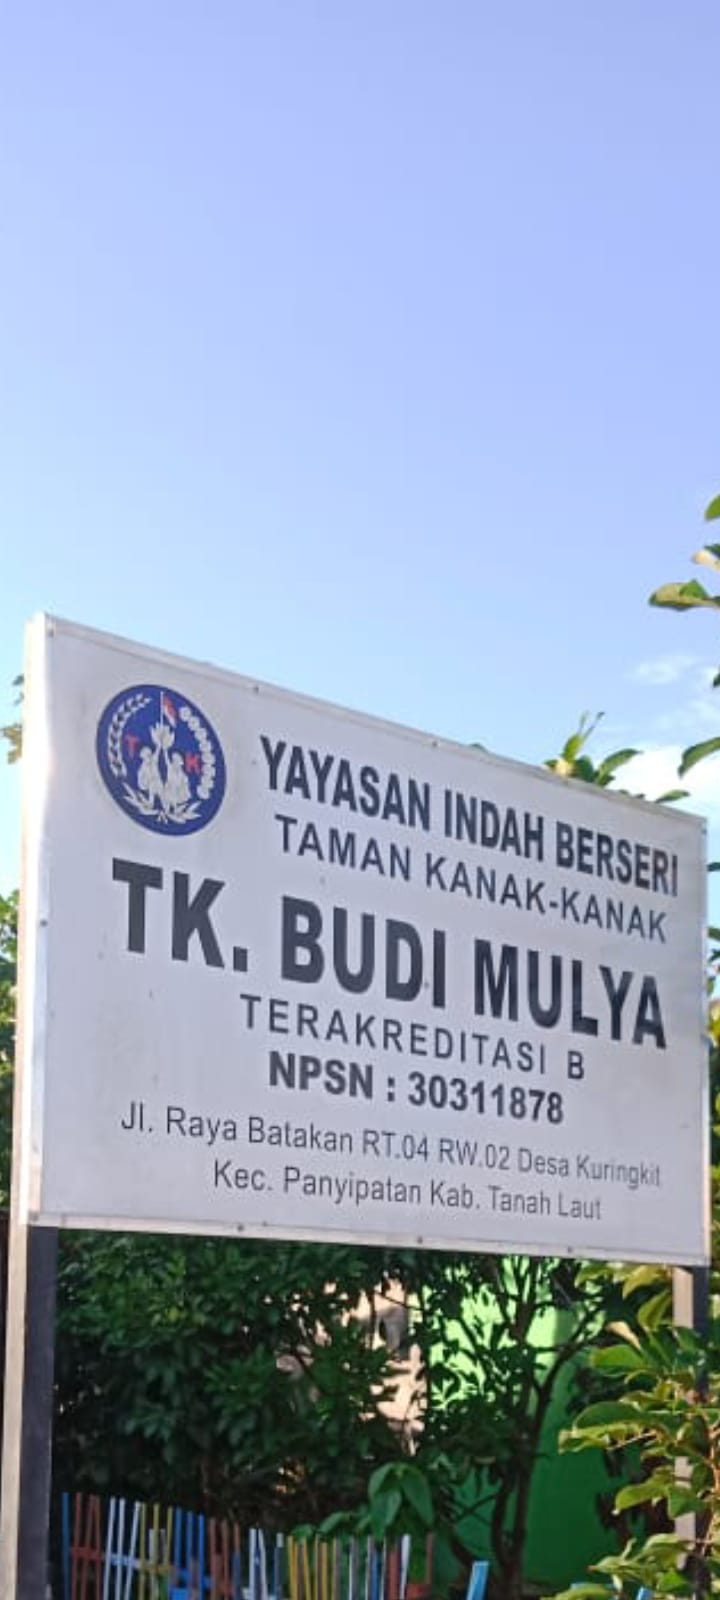 T K
YAYASAN INDAH BERSERI
TAMAN KANAK-KANAK
TK. BUDI MULYA
TERAKREDITASI B
NPSN : 30311878
Jl. Raya Batakan RT.04 RW.02 Desa Kuringkit
Kec. Panyipatan Kab. Tanah Laut